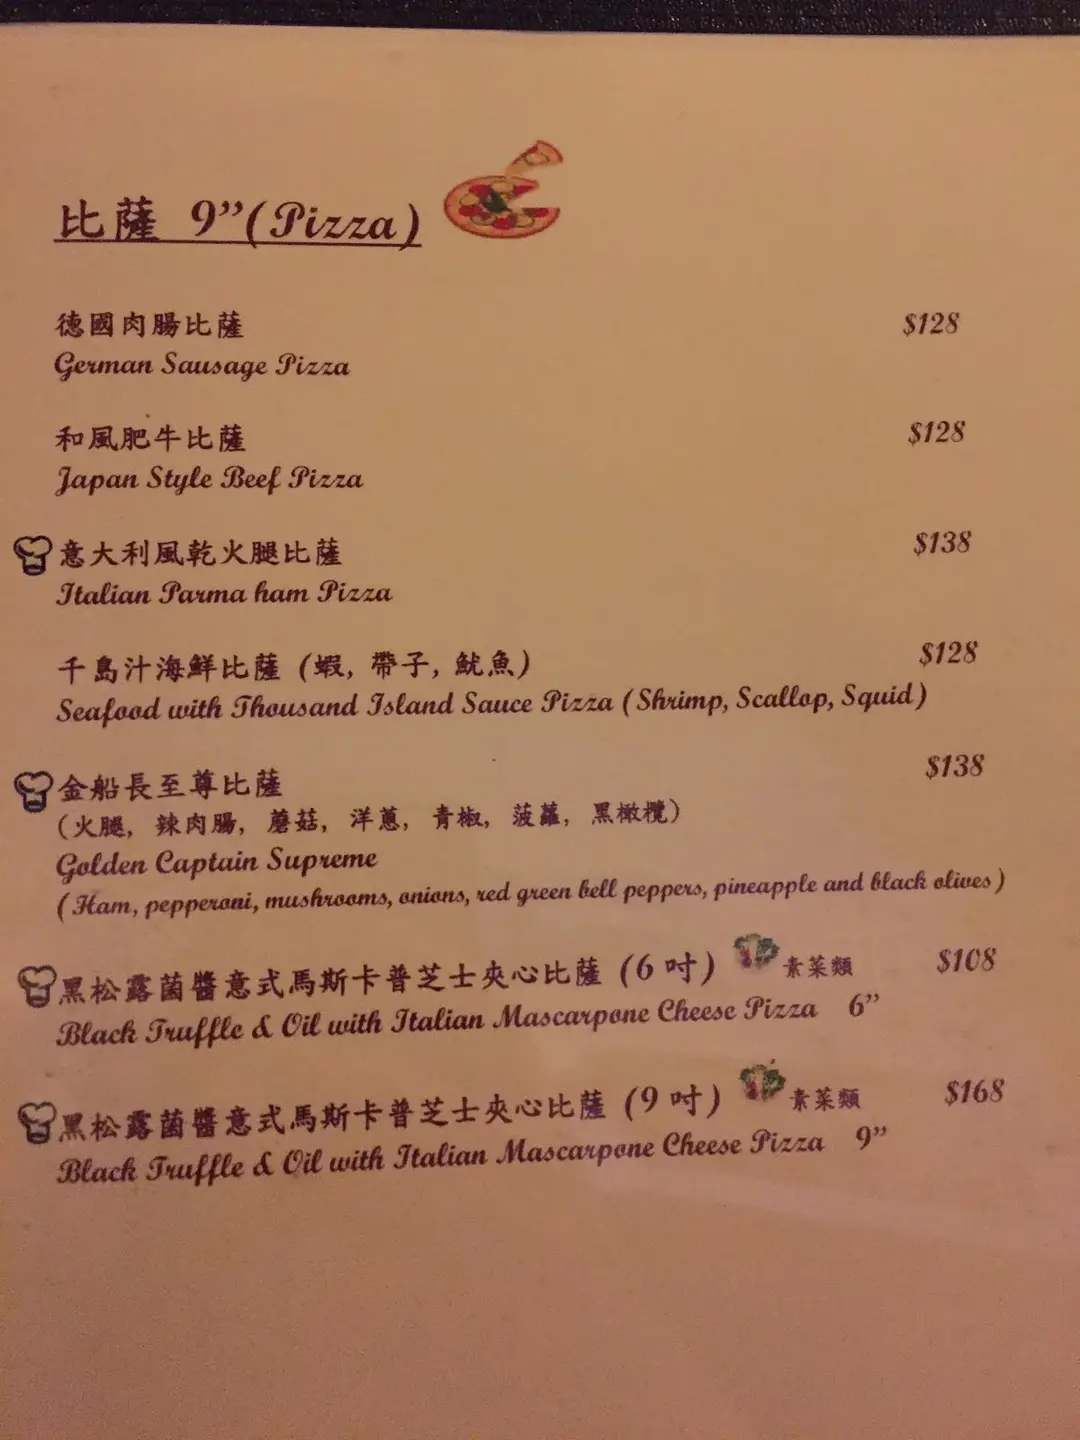 比薩 9”(Pizza)
德國肉腸比薩 $128
German Sausage Pizza
和風肥牛比薩 $128
Japan Style Beef Pizza
意大利風乾火腿比薩 $138
Italian Parma ham Pizza
千島汁海鮮比薩 (蝦, 帶子, 魷魚) $128
Seafood with Thousand Island Sauce Pizza (Shrimp, Scallop, Squid)
金船長至尊比薩 $138
(火腿, 辣肉腸, 蘑菇, 洋蔥, 青椒, 菠蘿, 黑橄欖)
Golden Captain Supreme
(Ham, pepperoni, mushrooms, onions, red green bell peppers, pineapple and black olives)
黑松露菌醬意式馬斯卡普芝士夾心比薩 (6 吋) 素菜類 $108
Black Truffle & Oil with Italian Mascarpone Cheese Pizza 6”
黑松露菌醬意式馬斯卡普芝士夾心比薩 (9 吋) 素菜類 $168
Black Truffle & Oil with Italian Mascarpone Cheese Pizza 9”